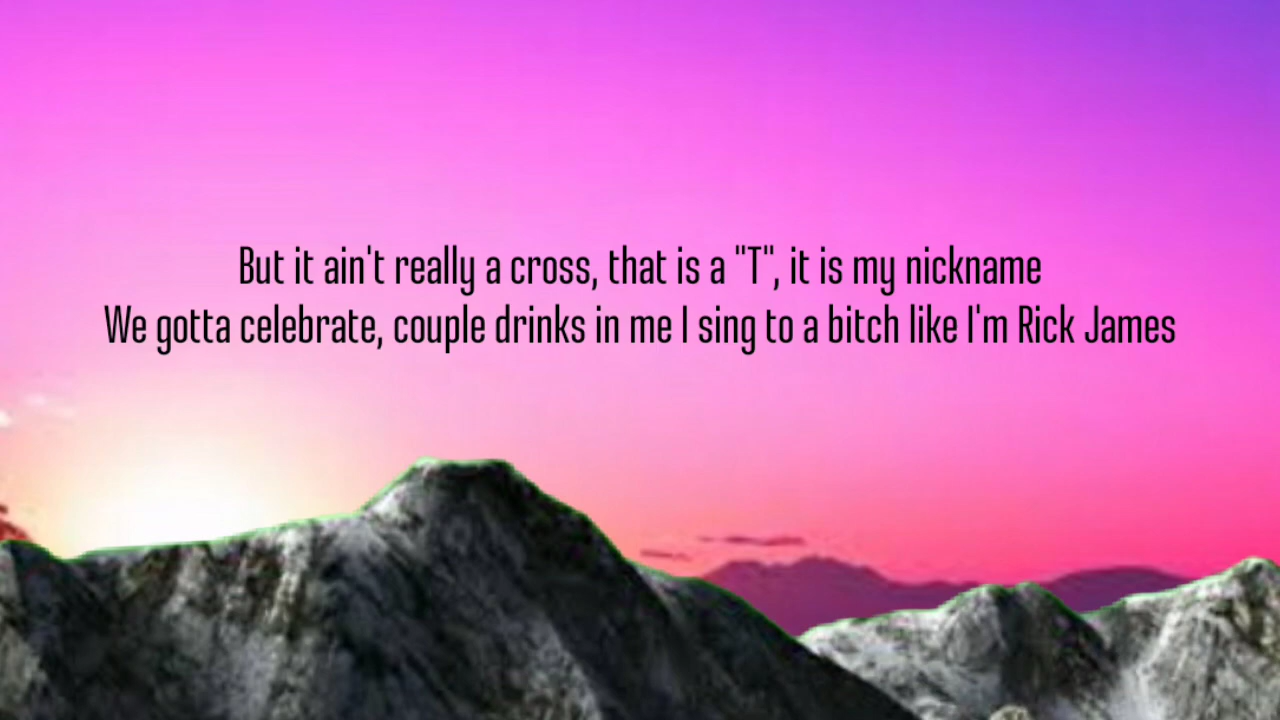 But it ain't really a cross, that is a "T", it is my nickname
We gotta celebrate, couple drinks in me I sing to a bitch like I'm Rick James